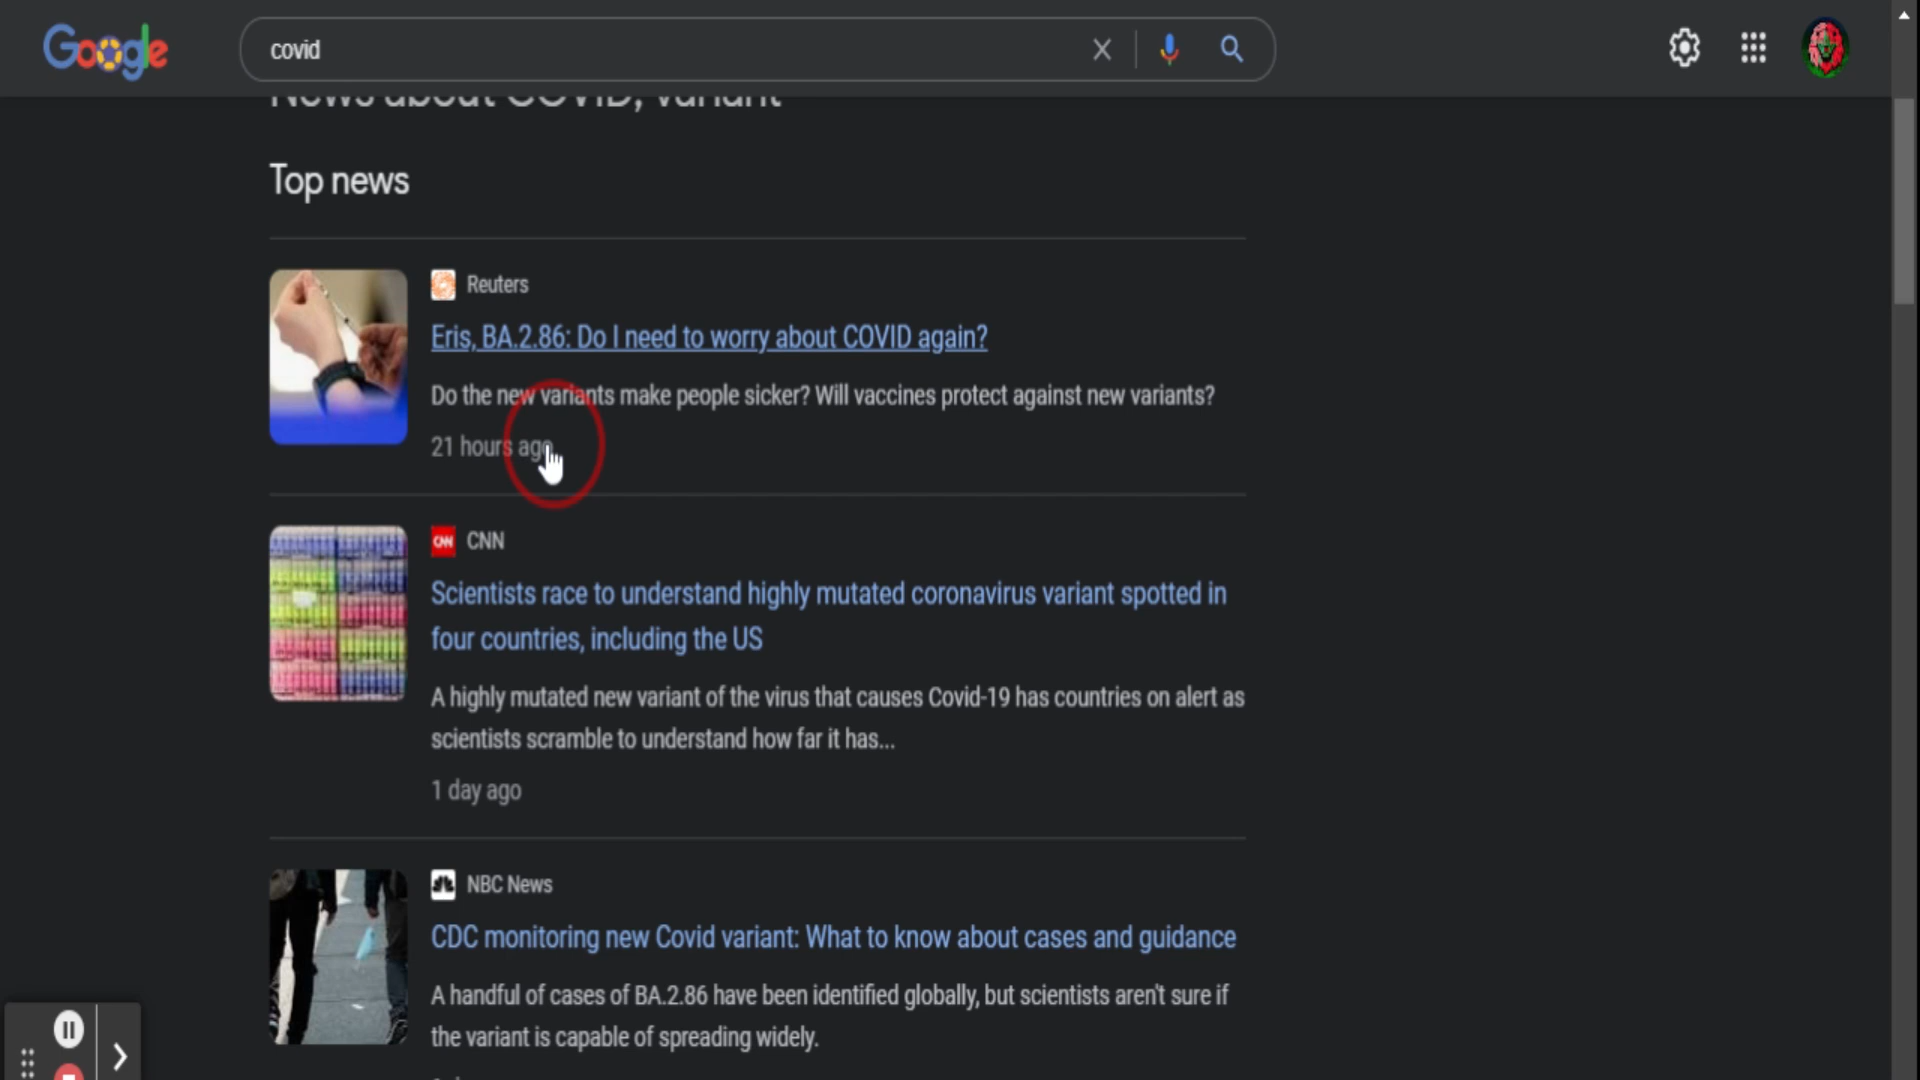 Google
covid
News about COVID, variant
Top news
Reuters
Eris, BA.2.86: Do I need to worry about COVID again?
Do the new variants make people sicker? Will vaccines protect against new variants?
21 hours ago
CNN
CNN
Scientists race to understand highly mutated coronavirus variant spotted in
four countries, including the US
A highly mutated new variant of the virus that causes Covid-19 has countries on alert as
scientists scramble to understand how far it has...
1 day ago
NBC News
CDC monitoring new Covid variant: What to know about cases and guidance
A handful of cases of BA.2.86 have been identified globally, but scientists aren't sure if
the variant is capable of spreading widely.